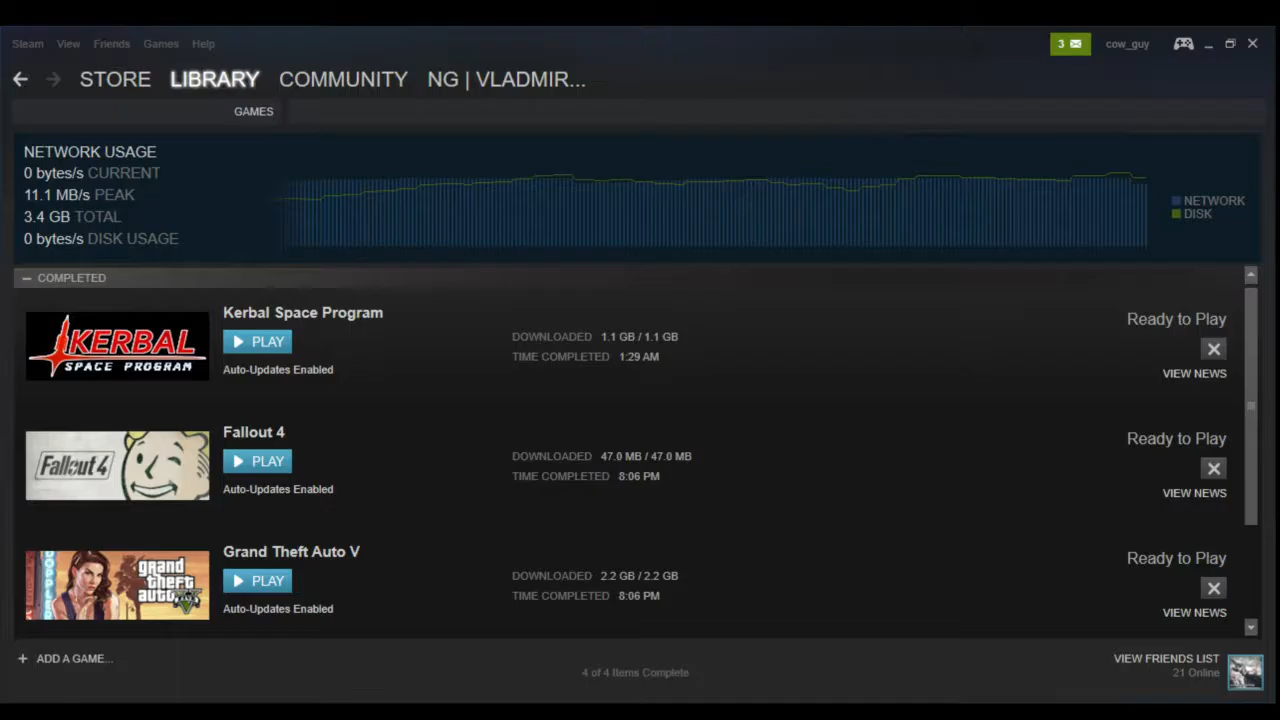 Steam View Friends Games Help
3
cow_guy
STORE LIBRARY COMMUNITY NG | VLADMIR...
GAMES
NETWORK USAGE
0 bytes/s CURRENT
11.1 MB/s PEAK
3.4 GB TOTAL
0 bytes/s DISK USAGE
NETWORK
DISK
COMPLETED
KERBAL
SPACE PROGRAM
Kerbal Space Program
PLAY
Auto-Updates Enabled
DOWNLOADED 1.1 GB / 1.1 GB
TIME COMPLETED 1:29 AM
Ready to Play
VIEW NEWS
Fallout 4
Fallout 4
PLAY
Auto-Updates Enabled
DOWNLOADED 47.0 MB / 47.0 MB
TIME COMPLETED 8:06 PM
Ready to Play
VIEW NEWS
grand
theft
auto V
Grand Theft Auto V
PLAY
Auto-Updates Enabled
DOWNLOADED 2.2 GB / 2.2 GB
TIME COMPLETED 8:06 PM
Ready to Play
VIEW NEWS
+ ADD A GAME...
4 of 4 Items Complete
VIEW FRIENDS LIST
21 Online